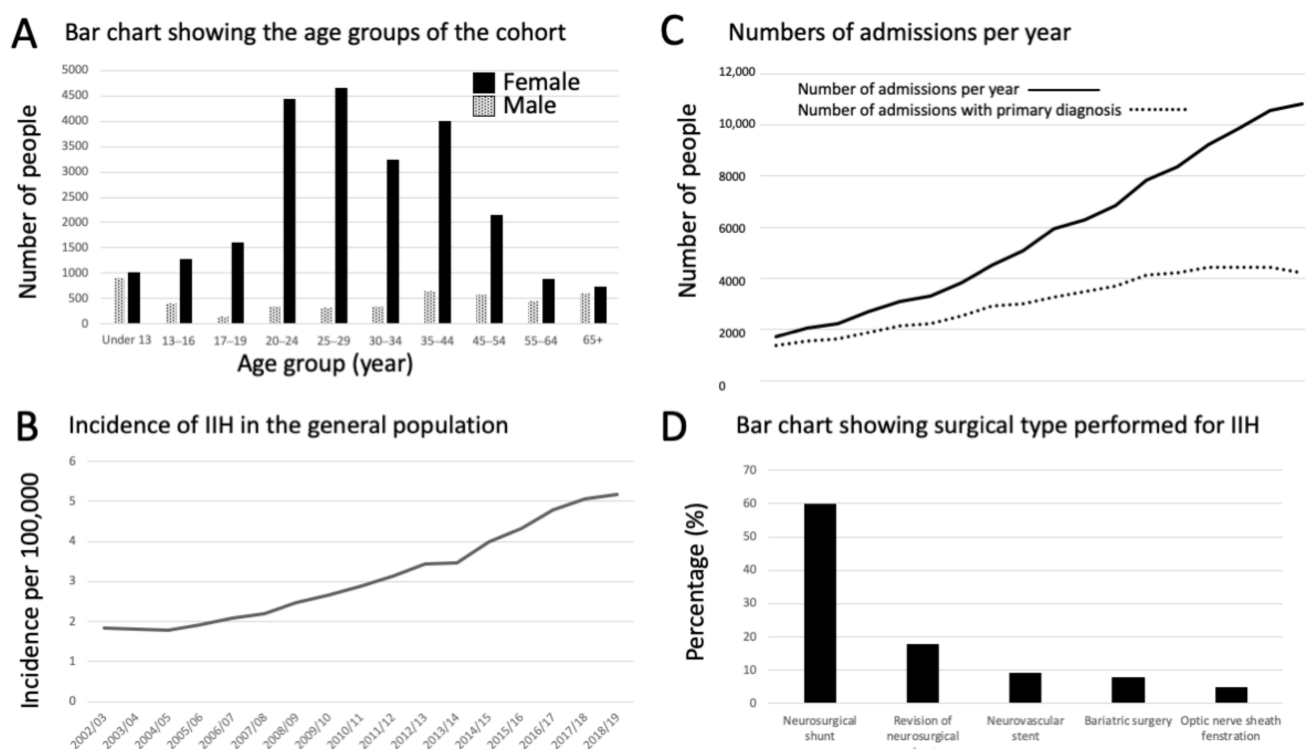 A Bar chart showing the age groups of the cohort
Number of people
5000
4500
4000
3500
3000
2500
2000
1500
1000
500
0
Female
Male
Under 13 13–16 17–19 20–24 25–29 30–34 35–44 45–54 55–64 65+
Age group (year)
B Incidence of IIH in the general population
Incidence per 100,000
6
5
4
3
2
1
0
2002/03 2003/04 2004/05 2005/06 2006/07 2007/08 2008/09 2009/10 2010/11 2011/12 2012/13 2013/14 2014/15 2015/16 2016/17 2017/18 2018/19
C Numbers of admissions per year
Number of people
12,000
10,000
8000
6000
4000
2000
0
Number of admissions per year
Number of admissions with primary diagnosis
D Bar chart showing surgical type performed for IIH
Percentage (%)
70
60
50
40
30
20
10
0
Neurosurgical
shunt
Revision of
neurosurgical
Neurovascular
stent
Bariatric surgery
Optic nerve sheath
fenstration